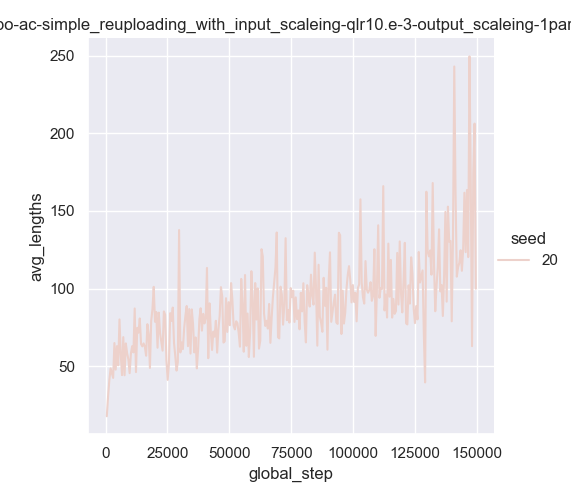 oo-ac-simple_reuploading_with_input_scaleing-qlr10.e-3-output_scaleing-1par
250
200
150
100
50
avg_lengths
0 25000 50000 75000 100000 125000 150000
global_step
seed
20